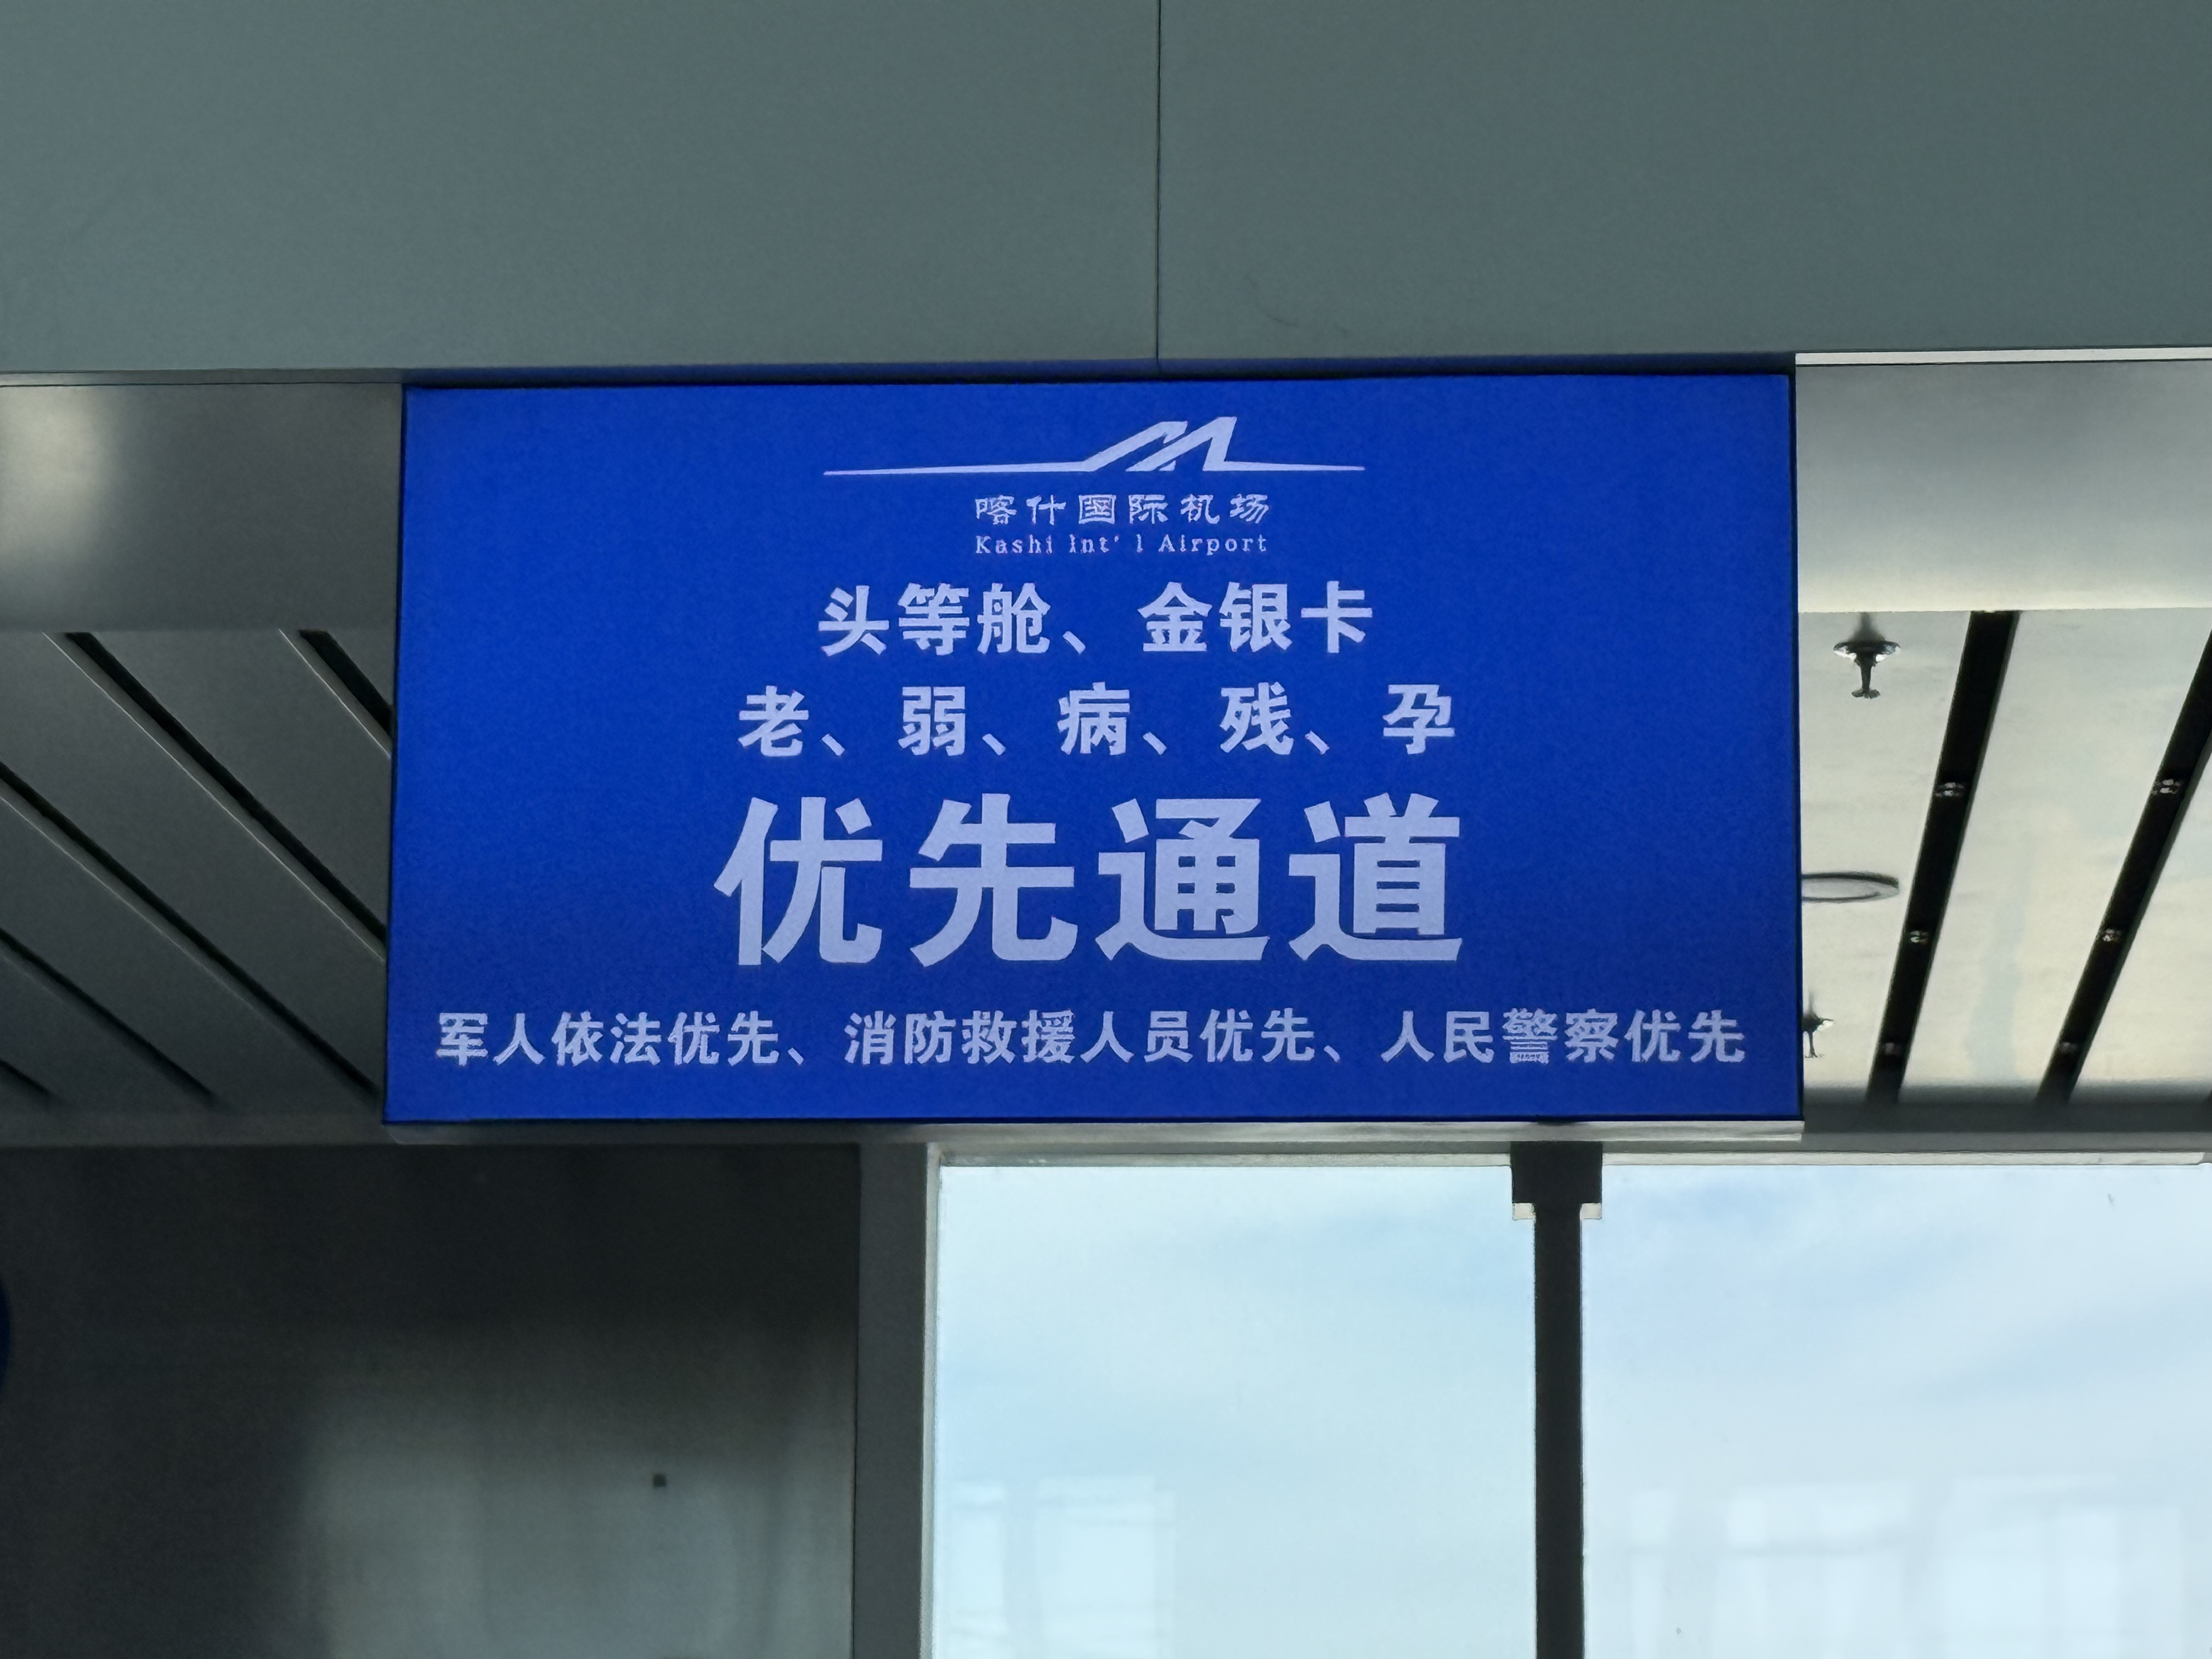 喀什国际机场
Kashi Int' l Airport
头等舱、金银卡
老、弱、病、残、孕
优先通道
军人依法优先、消防救援人员优先、人民警察优先